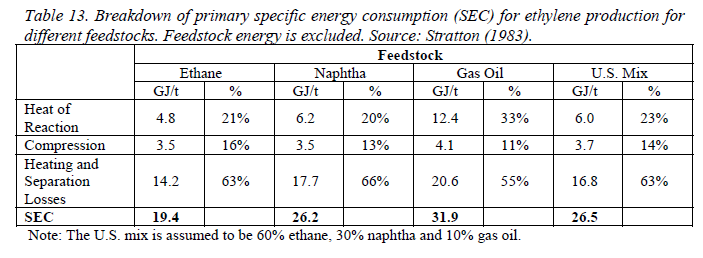 Table 13. Breakdown of primary specific energy consumption (SEC) for ethylene production for
different feedstocks. Feedstock energy is excluded. Source: Stratton (1983).
Feedstock
Ethane Naphtha Gas Oil U.S. Mix
GJ/t % GJ/t % GJ/t % GJ/t %
Heat of
Reaction 4.8 21% 6.2 20% 12.4 33% 6.0 23%
Compression 3.5 16% 3.5 13% 4.1 11% 3.7 14%
Heating and
Separation 14.2 63% 17.7 66% 20.6 55% 16.8 63%
Losses
SEC 19.4 26.2 31.9 26.5
Note: The U.S. mix is assumed to be 60% ethane, 30% naphtha and 10% gas oil.